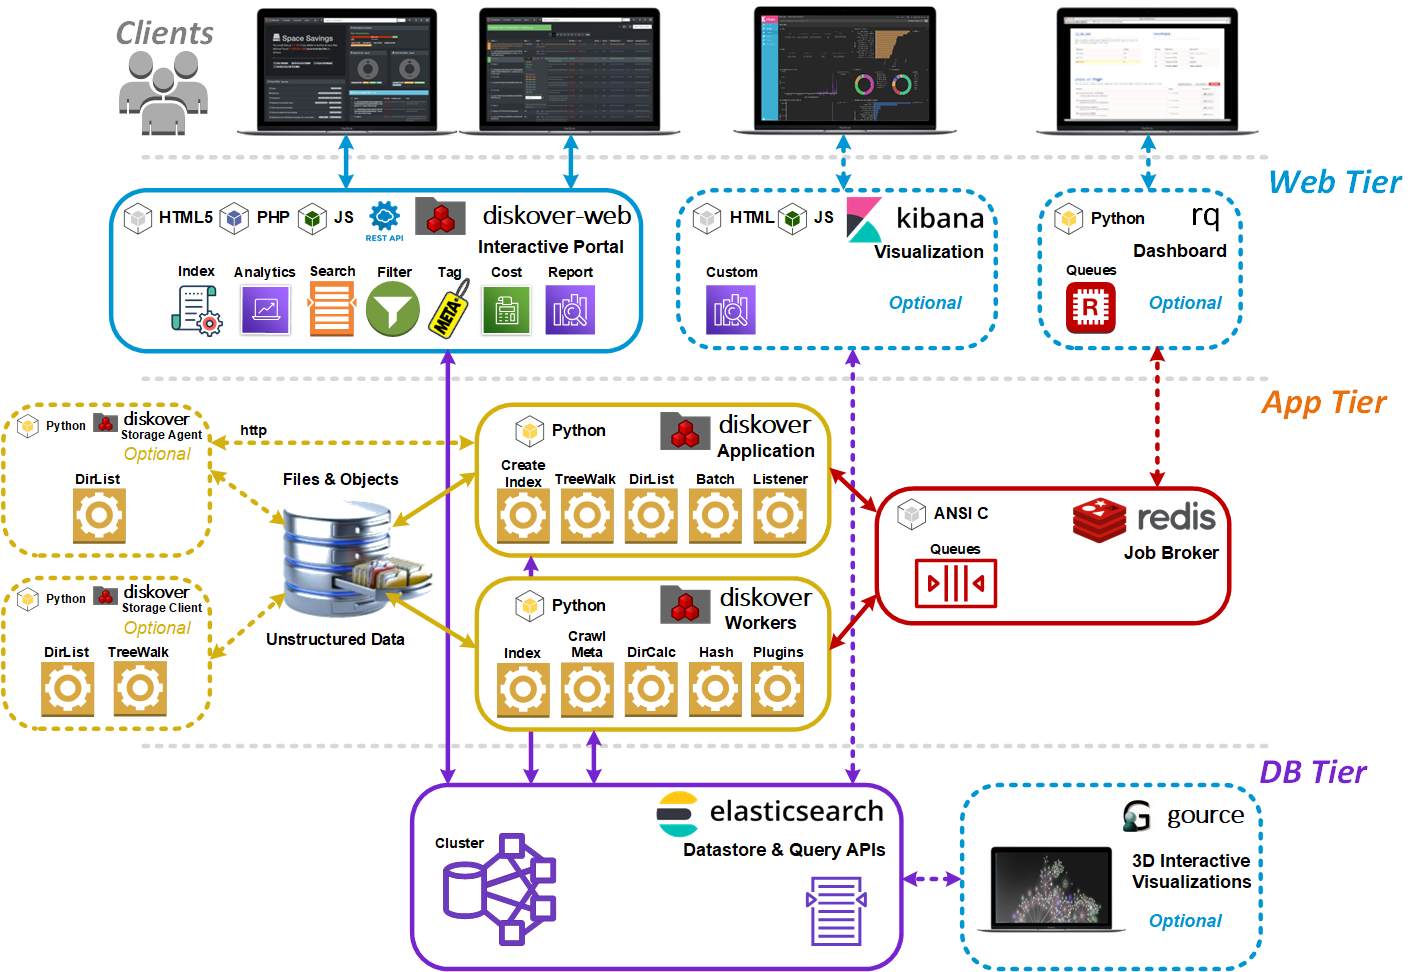 Clients
Space Savings
Web Tier
HTML5
PHP
JS
REST API
diskover-web
Interactive Portal
Index
Analytics
Search
Filter
Tag
Cost
Report
META
HTML
JS
kibana
Visualization
Custom
Optional
Python
rq
Dashboard
Queues
R
Optional
App Tier
Python
diskover
Storage Agent
Optional
DirList
http
Files & Objects
Unstructured Data
Python
diskover
Storage Client
Optional
DirList
TreeWalk
Python
diskover
Application
Create
Index
TreeWalk
DirList
Batch
Listener
Python
diskover
Workers
Index
Crawl
Meta
DirCalc
Hash
Plugins
ANSI C
redis
Job Broker
Queues
DB Tier
elasticsearch
Datastore & Query APIs
Cluster
G
gource
3D Interactive
Visualizations
Optional